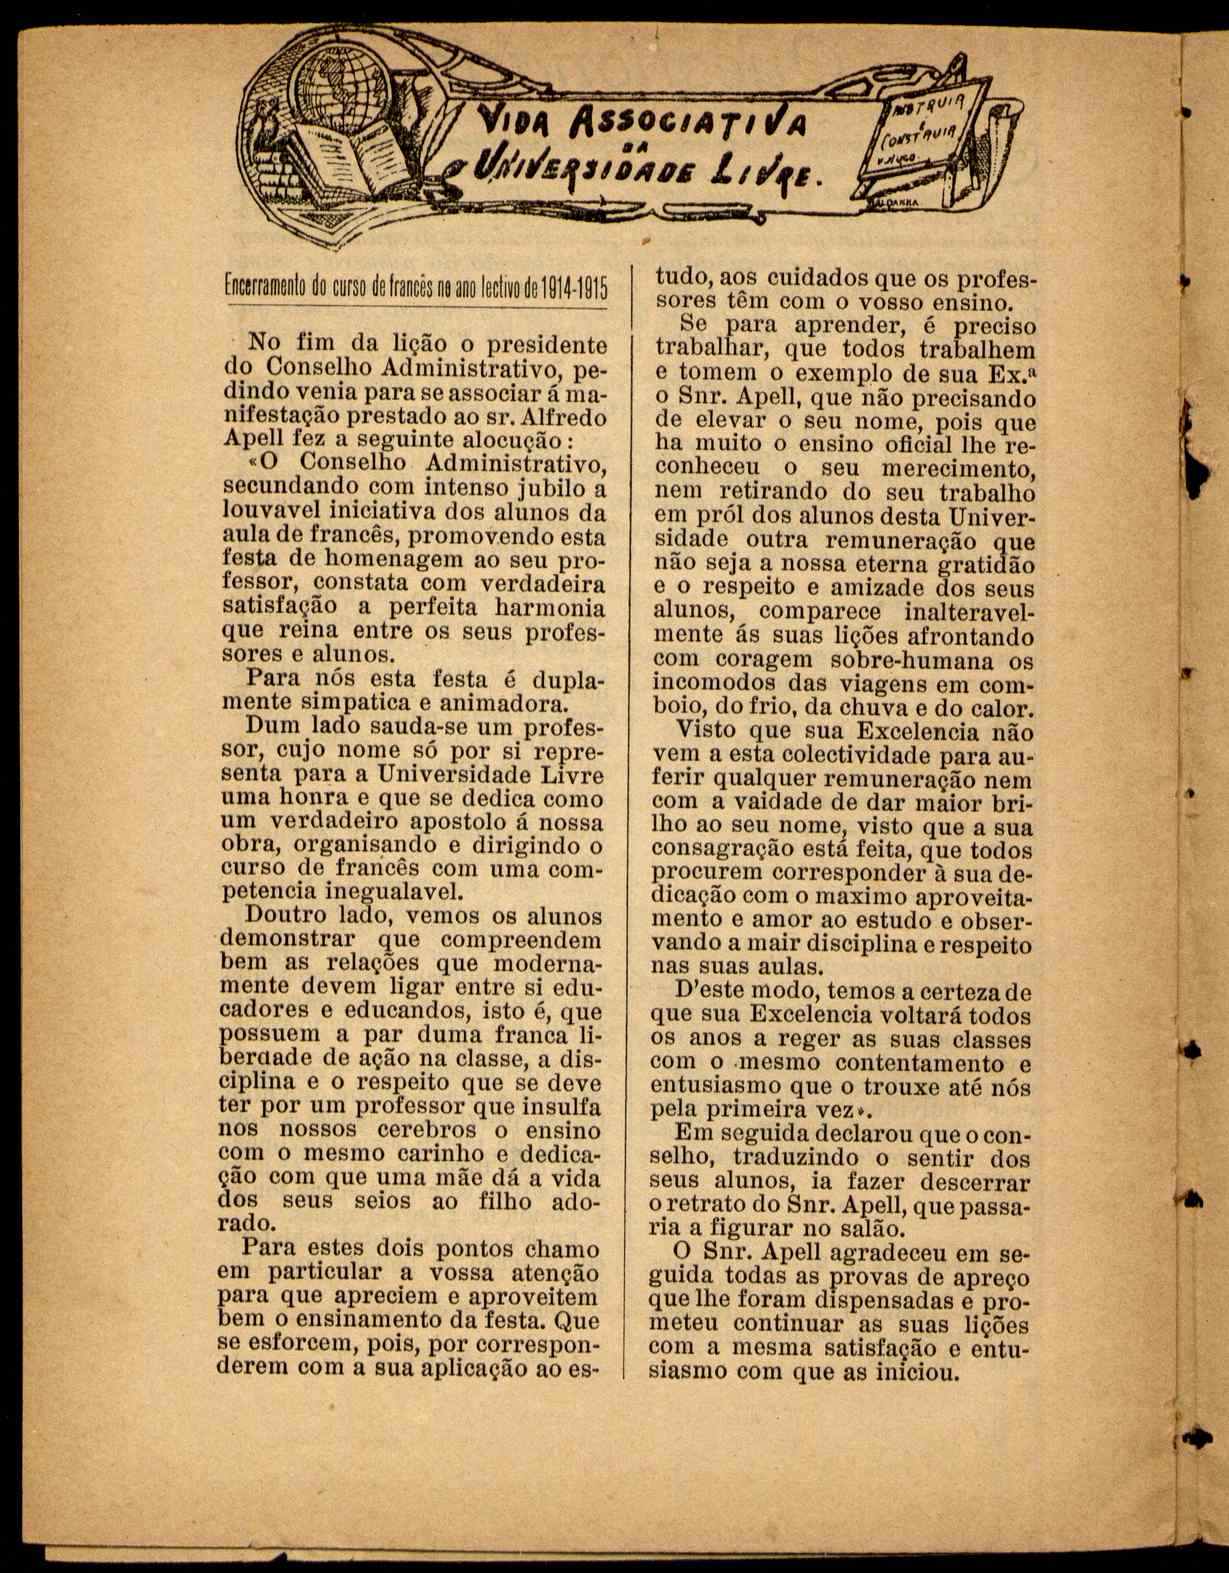 VIDA ASSOCIATIVA
DA
UNIVERSIDADE LIVRE.
INSTRUIR
É
CONSTRUIR
V. HUGO
SALDANHA
Encerramento do curso de francês no ano lectivo de 1914-1915
No fim da lição o presidente
do Conselho Administrativo, pe-
dindo venia para se associar á ma-
nifestação prestado ao sr. Alfredo
Apell fez a seguinte alocução:
«O Conselho Administrativo,
secundando com intenso jubilo a
louvavel iniciativa dos alunos da
aula de francês, promovendo esta
festa de homenagem ao seu pro-
fessor, constata com verdadeira
satisfação a perfeita harmonia
que reina entre os seus profes-
sores e alunos.
Para nós esta festa é dupla-
mente simpatica e animadora.
Dum lado sauda-se um profes-
sor, cujo nome só por si repre-
senta para a Universidade Livre
uma honra e que se dedica como
um verdadeiro apostolo á nossa
obra, organisando e dirigindo o
curso de francês com uma com-
petencia inegualavel.
Doutro lado, vemos os alunos
demonstrar que compreendem
bem as relações que moderna-
mente devem ligar entre si edu-
cadores e educandos, isto é, que
possuem a par duma franca li-
berdade de ação na classe, a dis-
ciplina e o respeito que se deve
ter por um professor que insulfa
nos nossos cerebros o ensino
com o mesmo carinho e dedica-
ção com que uma mãe dá a vida
dos seus seios ao filho ado-
rado.
Para estes dois pontos chamo
em particular a vossa atenção
para que apreciem e aproveitem
bem o ensinamento da festa. Que
se esforcem, pois, por correspon-
derem com a sua aplicação ao es-
tudo, aos cuidados que os profes-
sores têm com o vosso ensino.
Se para aprender, é preciso
trabalhar, que todos trabalhem
e tomem o exemplo de sua Ex.ª
o Snr. Apell, que não precisando
de elevar o seu nome, pois que
ha muito o ensino oficial lhe re-
conheceu o seu merecimento,
nem retirando do seu trabalho
em pról dos alunos desta Univer-
sidade outra remuneração que
não seja a nossa eterna gratidão
e o respeito e amizade dos seus
alunos, comparece inalteravel-
mente ás suas lições afrontando
com coragem sobre-humana os
incomodos das viagens em com-
boio, do frio, da chuva e do calor.
Visto que sua Excelencia não
vem a esta colectividade para au-
ferir qualquer remuneração nem
com a vaidade de dar maior bri-
lho ao seu nome, visto que a sua
consagração está feita, que todos
procurem corresponder à sua de-
dicação com o maximo aproveita-
mento e amor ao estudo e obser-
vando a mair disciplina e respeito
nas suas aulas.
D'este modo, temos a certeza de
que sua Excelencia voltará todos
os anos a reger as suas classes
com o mesmo contentamento e
entusiasmo que o trouxe até nós
pela primeira vez».
Em seguida declarou que o con-
selho, traduzindo o sentir dos
seus alunos, ia fazer descerrar
o retrato do Snr. Apell, que passa-
ria a figurar no salão.
O Snr. Apell agradeceu em se-
guida todas as provas de apreço
que lhe foram dispensadas e pro-
meteu continuar as suas lições
com a mesma satisfação e entu-
siasmo com que as iniciou.